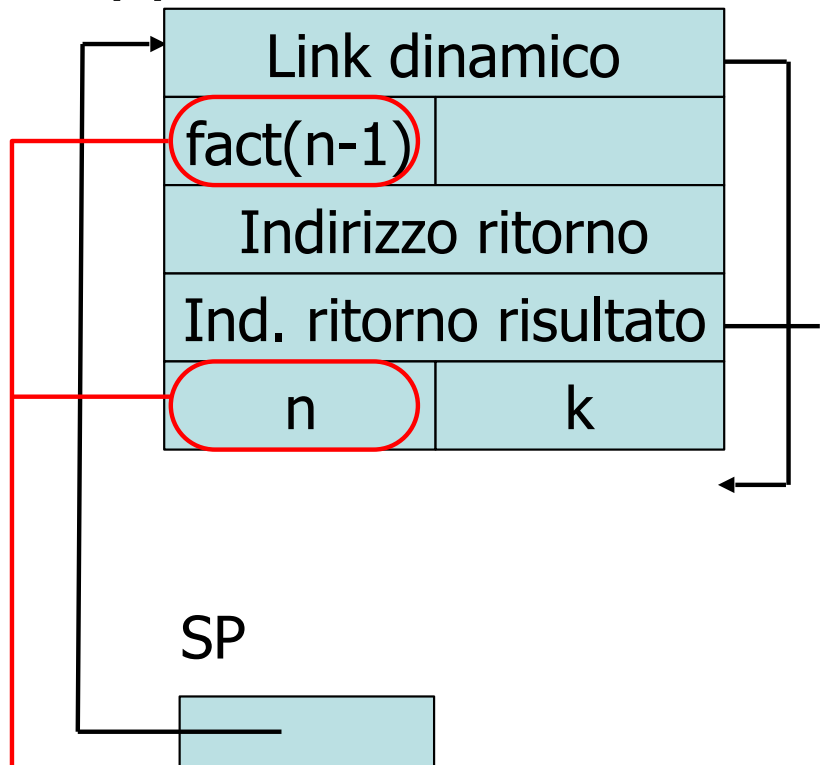 Link dinamico
fact(n-1)
Indirizzo ritorno
Ind. ritorno risultato
n k
SP